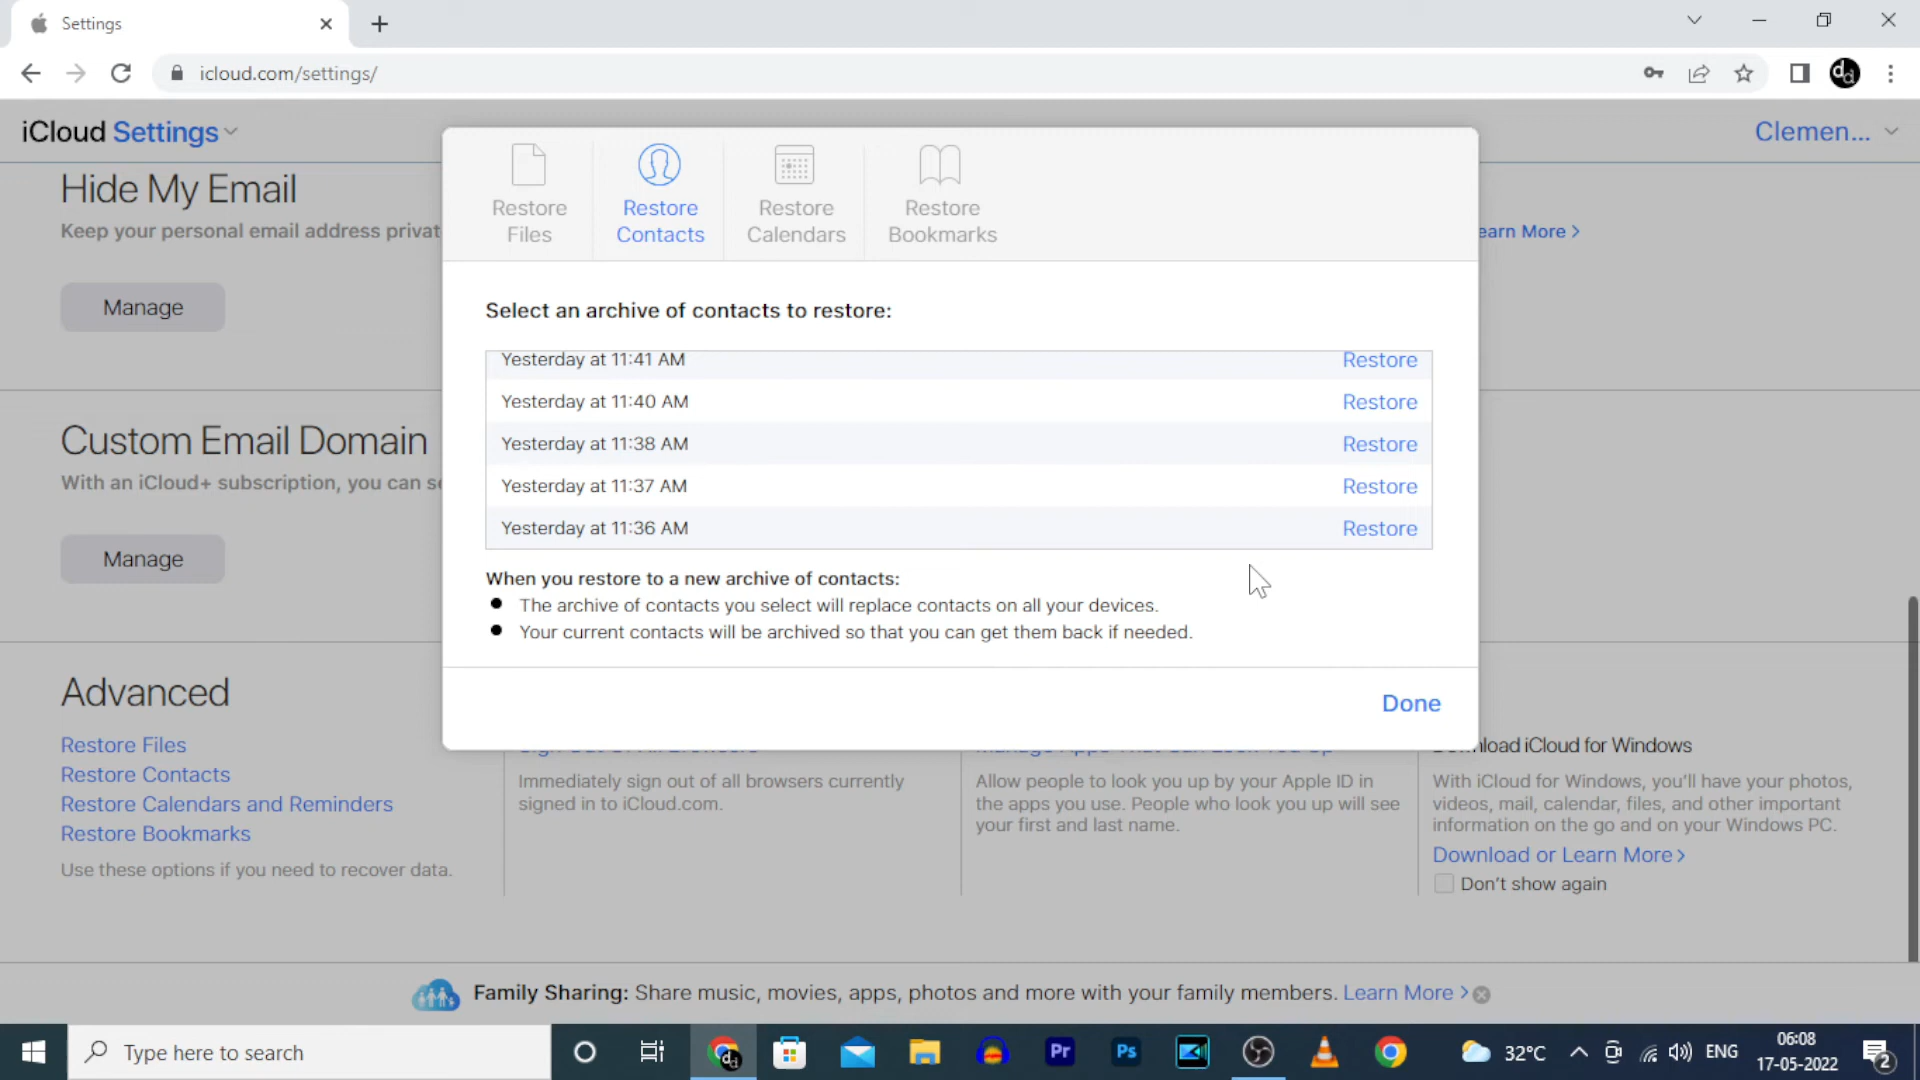 Settings
icloud.com/settings/
iCloud Settings
Clemen...
Hide My Email
Keep your personal email address privat
earn More >
Manage
Restore Files
Restore Contacts
Restore Calendars
Restore Bookmarks
Select an archive of contacts to restore:
Yesterday at 11:41 AM Restore
Yesterday at 11:40 AM Restore
Yesterday at 11:38 AM Restore
Yesterday at 11:37 AM Restore
Yesterday at 11:36 AM Restore
When you restore to a new archive of contacts:
The archive of contacts you select will replace contacts on all your devices.
Your current contacts will be archived so that you can get them back if needed.
Done
Custom Email Domain
With an iCloud+ subscription, you can se
Manage
Advanced
Restore Files
Restore Contacts
Restore Calendars and Reminders
Restore Bookmarks
Use these options if you need to recover data.
Immediately sign out of all browsers currently
signed in to iCloud.com.
Allow people to look you up by your Apple ID in
the apps you use. People who look you up will see
your first and last name.
nload iCloud for Windows
With iCloud for Windows, you'll have your photos,
videos, mail, calendar, files, and other important
information on the go and on your Windows PC.
Download or Learn More >
Don't show again
Family Sharing: Share music, movies, apps, photos and more with your family members. Learn More >
Type here to search
Pr
Ps
32°C
ENG
06:08
17-05-2022
2